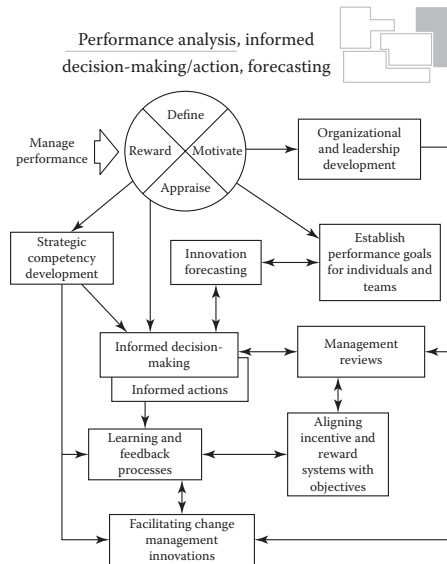 Performance analysis, informed
decision-making/action, forecasting
Define
Manage
performance
Reward
Motivate
Appraise
Organizational
and leadership
development
Strategic
competency
development
Innovation
forecasting
Establish
performance goals
for individuals and
teams
Informed decision-
making
Informed actions
Management
reviews
Learning and
feedback
processes
Aligning
incentive and
reward
systems with
objectives
Facilitating change
management
innovations